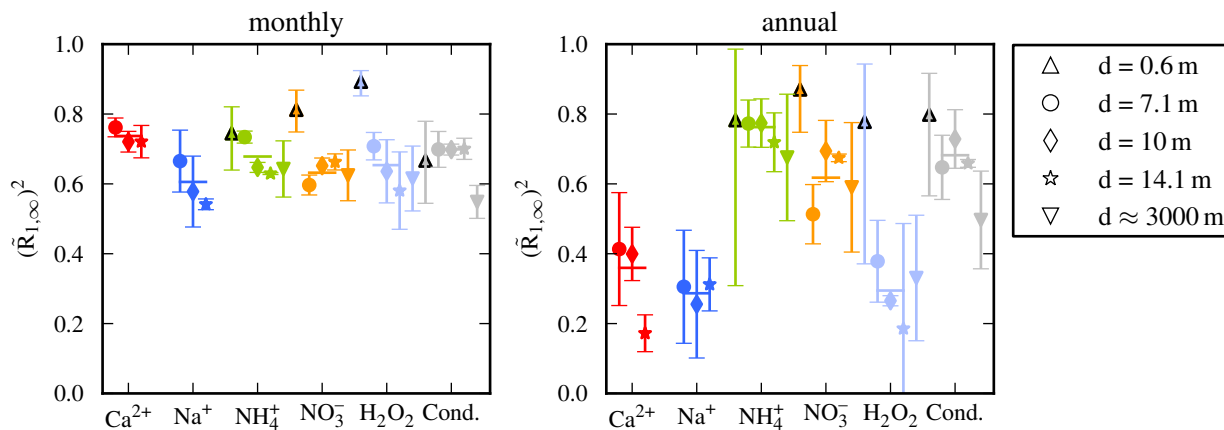 monthly
annual
1.0
0.8
0.6
0.4
0.2
0.0
(R̃₁,∞)²
Ca²⁺ Na⁺ NH₄⁺ NO₃⁻ H₂O₂ Cond.
1.0
0.8
0.6
0.4
0.2
0.0
(R̃₁,∞)²
Ca²⁺ Na⁺ NH₄⁺ NO₃⁻ H₂O₂ Cond.
d = 0.6 m
d = 7.1 m
d = 10 m
d = 14.1 m
d ≈ 3000 m